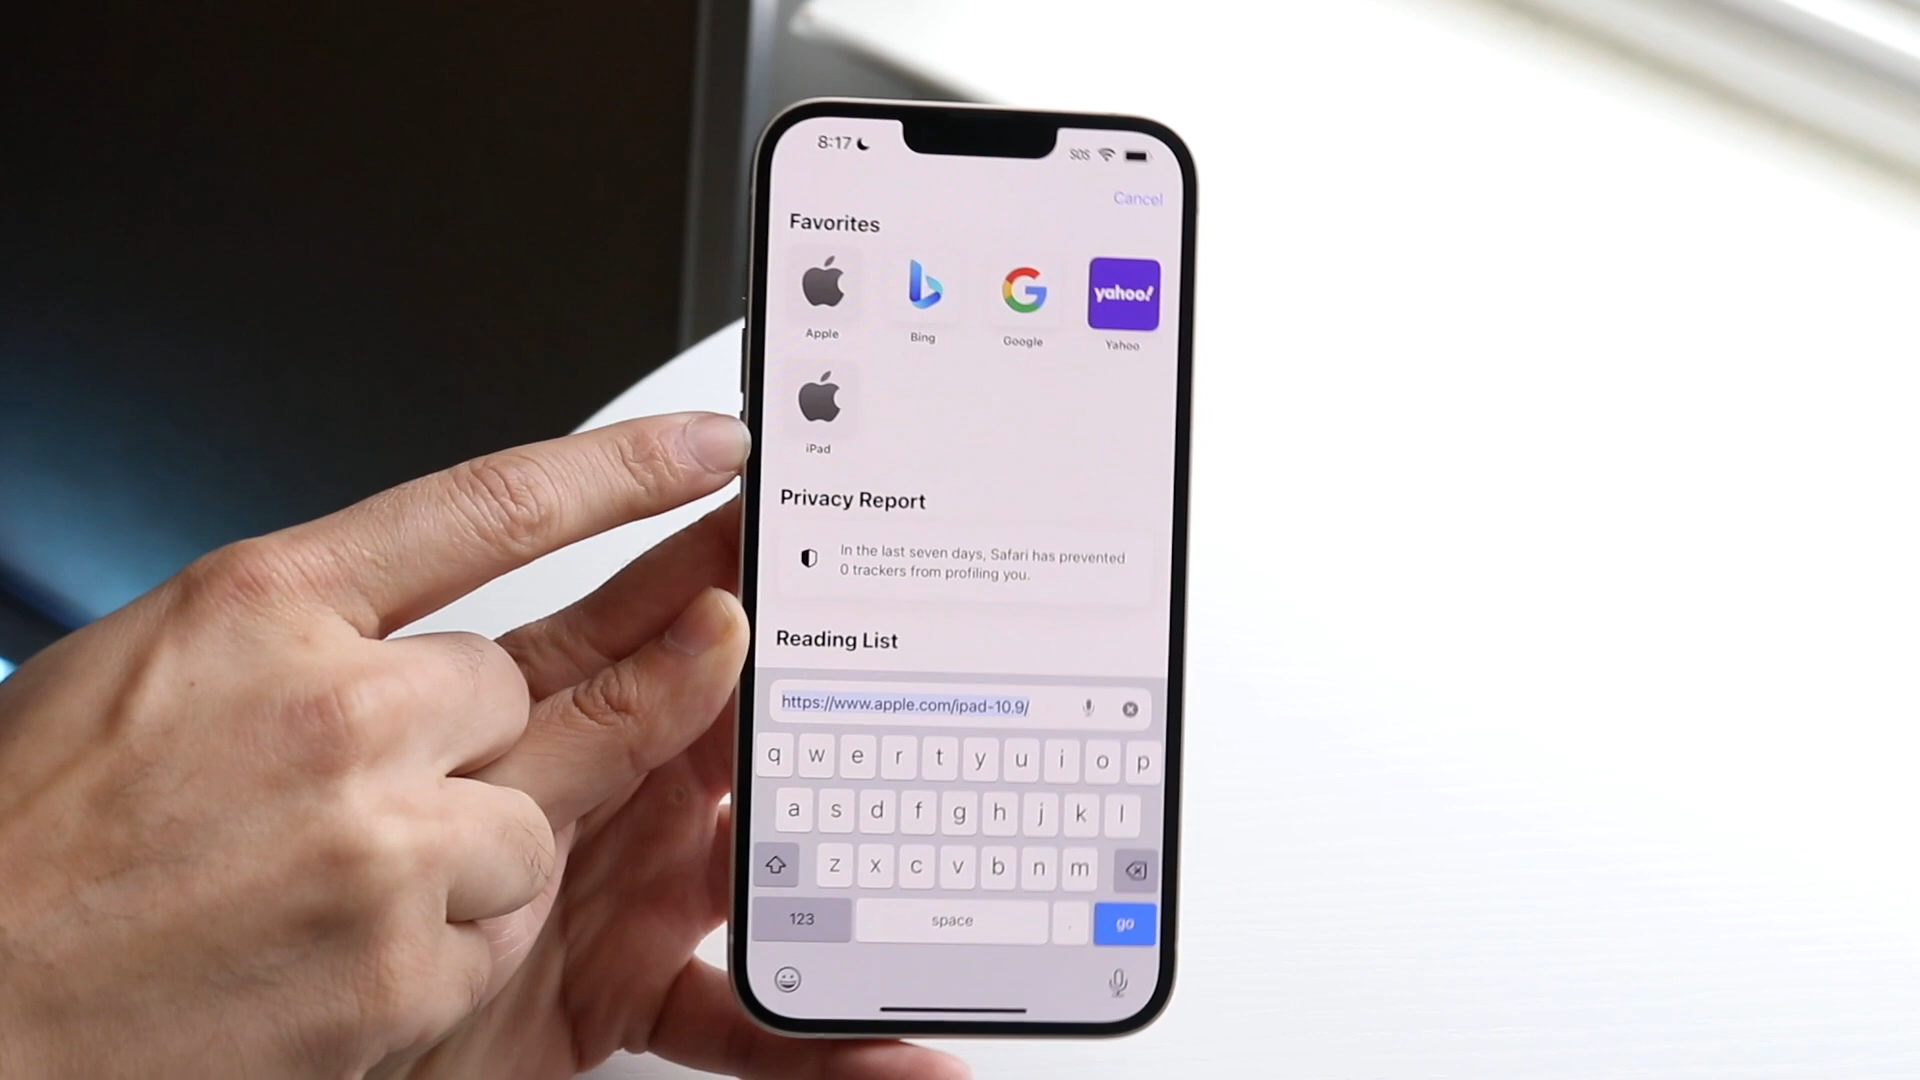 8:17
SOS
Cancel
Favorites
yahoo!
Apple
Bing
Google
Yahoo
iPad
Privacy Report
In the last seven days, Safari has prevented
0 trackers from profiling you.
Reading List
https://www.apple.com/ipad-10.9/
q w e r t y u i o p
a s d f g h j k l
z x c v b n m
123 space . go